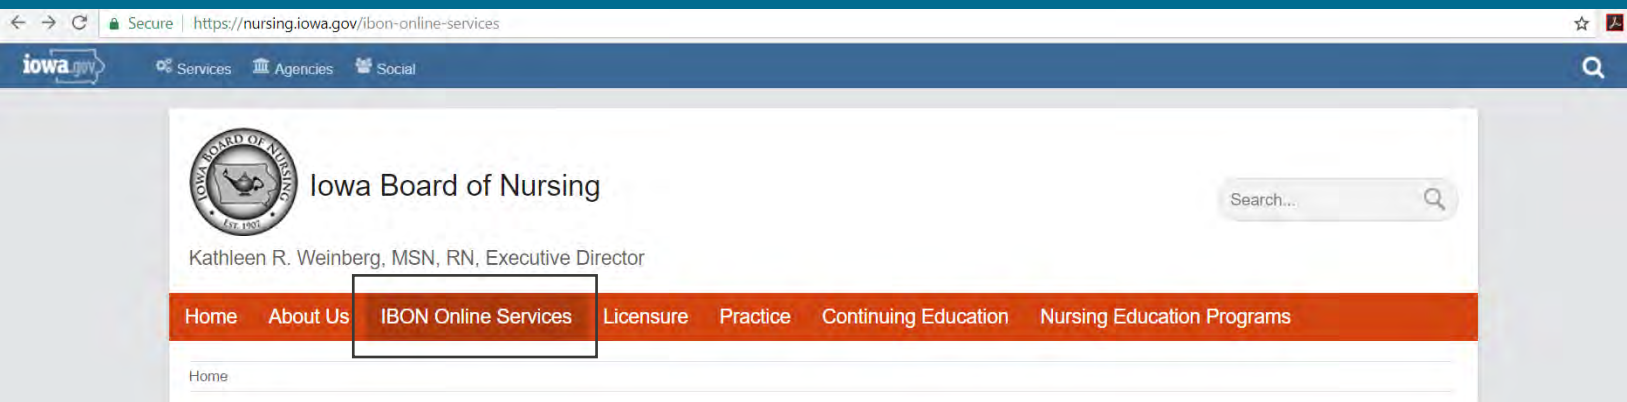 Secure | https://nursing.iowa.gov/ibon-online-services
iowa.gov Services Agencies Social
IOWA BOARD OF NURSING
EST. 1907
Iowa Board of Nursing
Search...
Kathleen R. Weinberg, MSN, RN, Executive Director
Home About Us IBON Online Services Licensure Practice Continuing Education Nursing Education Programs
Home